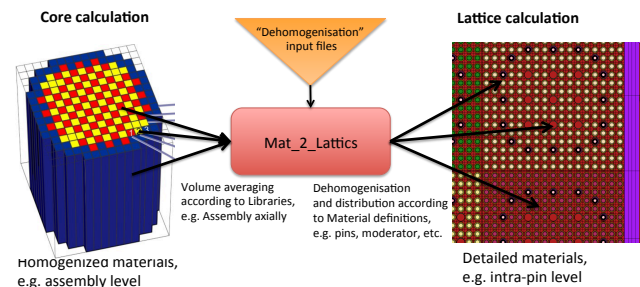 Core calculation
“Dehomogenisation”
input files
Lattice calculation
Mat_2_Lattics
Volume averaging
according to Libraries,
e.g. Assembly axially
Dehomogenisation
and distribution according
to Material definitions,
e.g. pins, moderator, etc.
Homogenized materials,
e.g. assembly level
Detailed materials,
e.g. intra-pin level